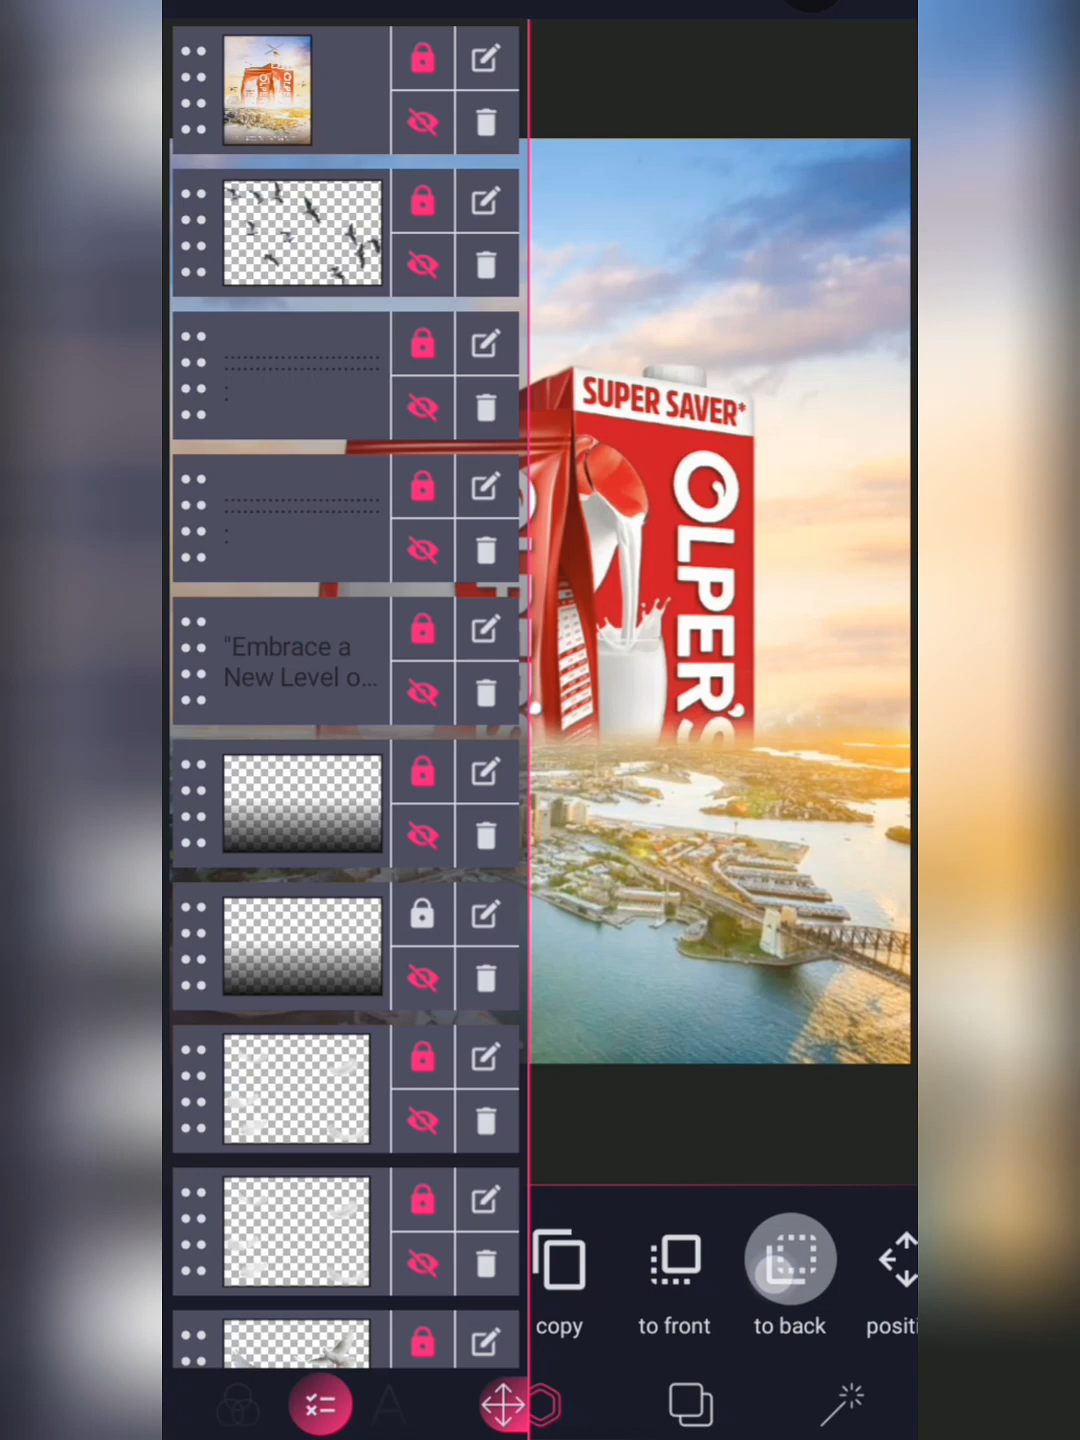 SUPER SAVER*
OLPER'S
"Embrace a
New Level o...
copy
to front
to back
positi